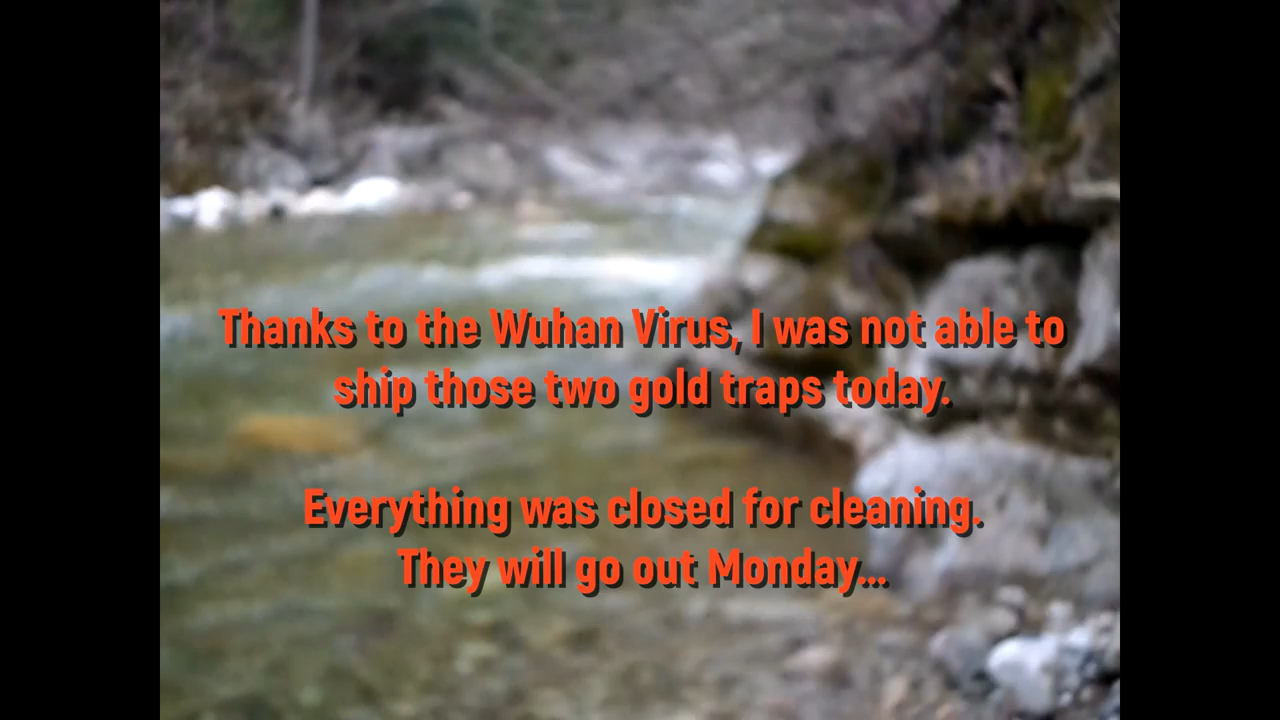 Thanks to the Wuhan Virus, I was not able to
ship those two gold traps today.
Everything was closed for cleaning.
They will go out Monday...